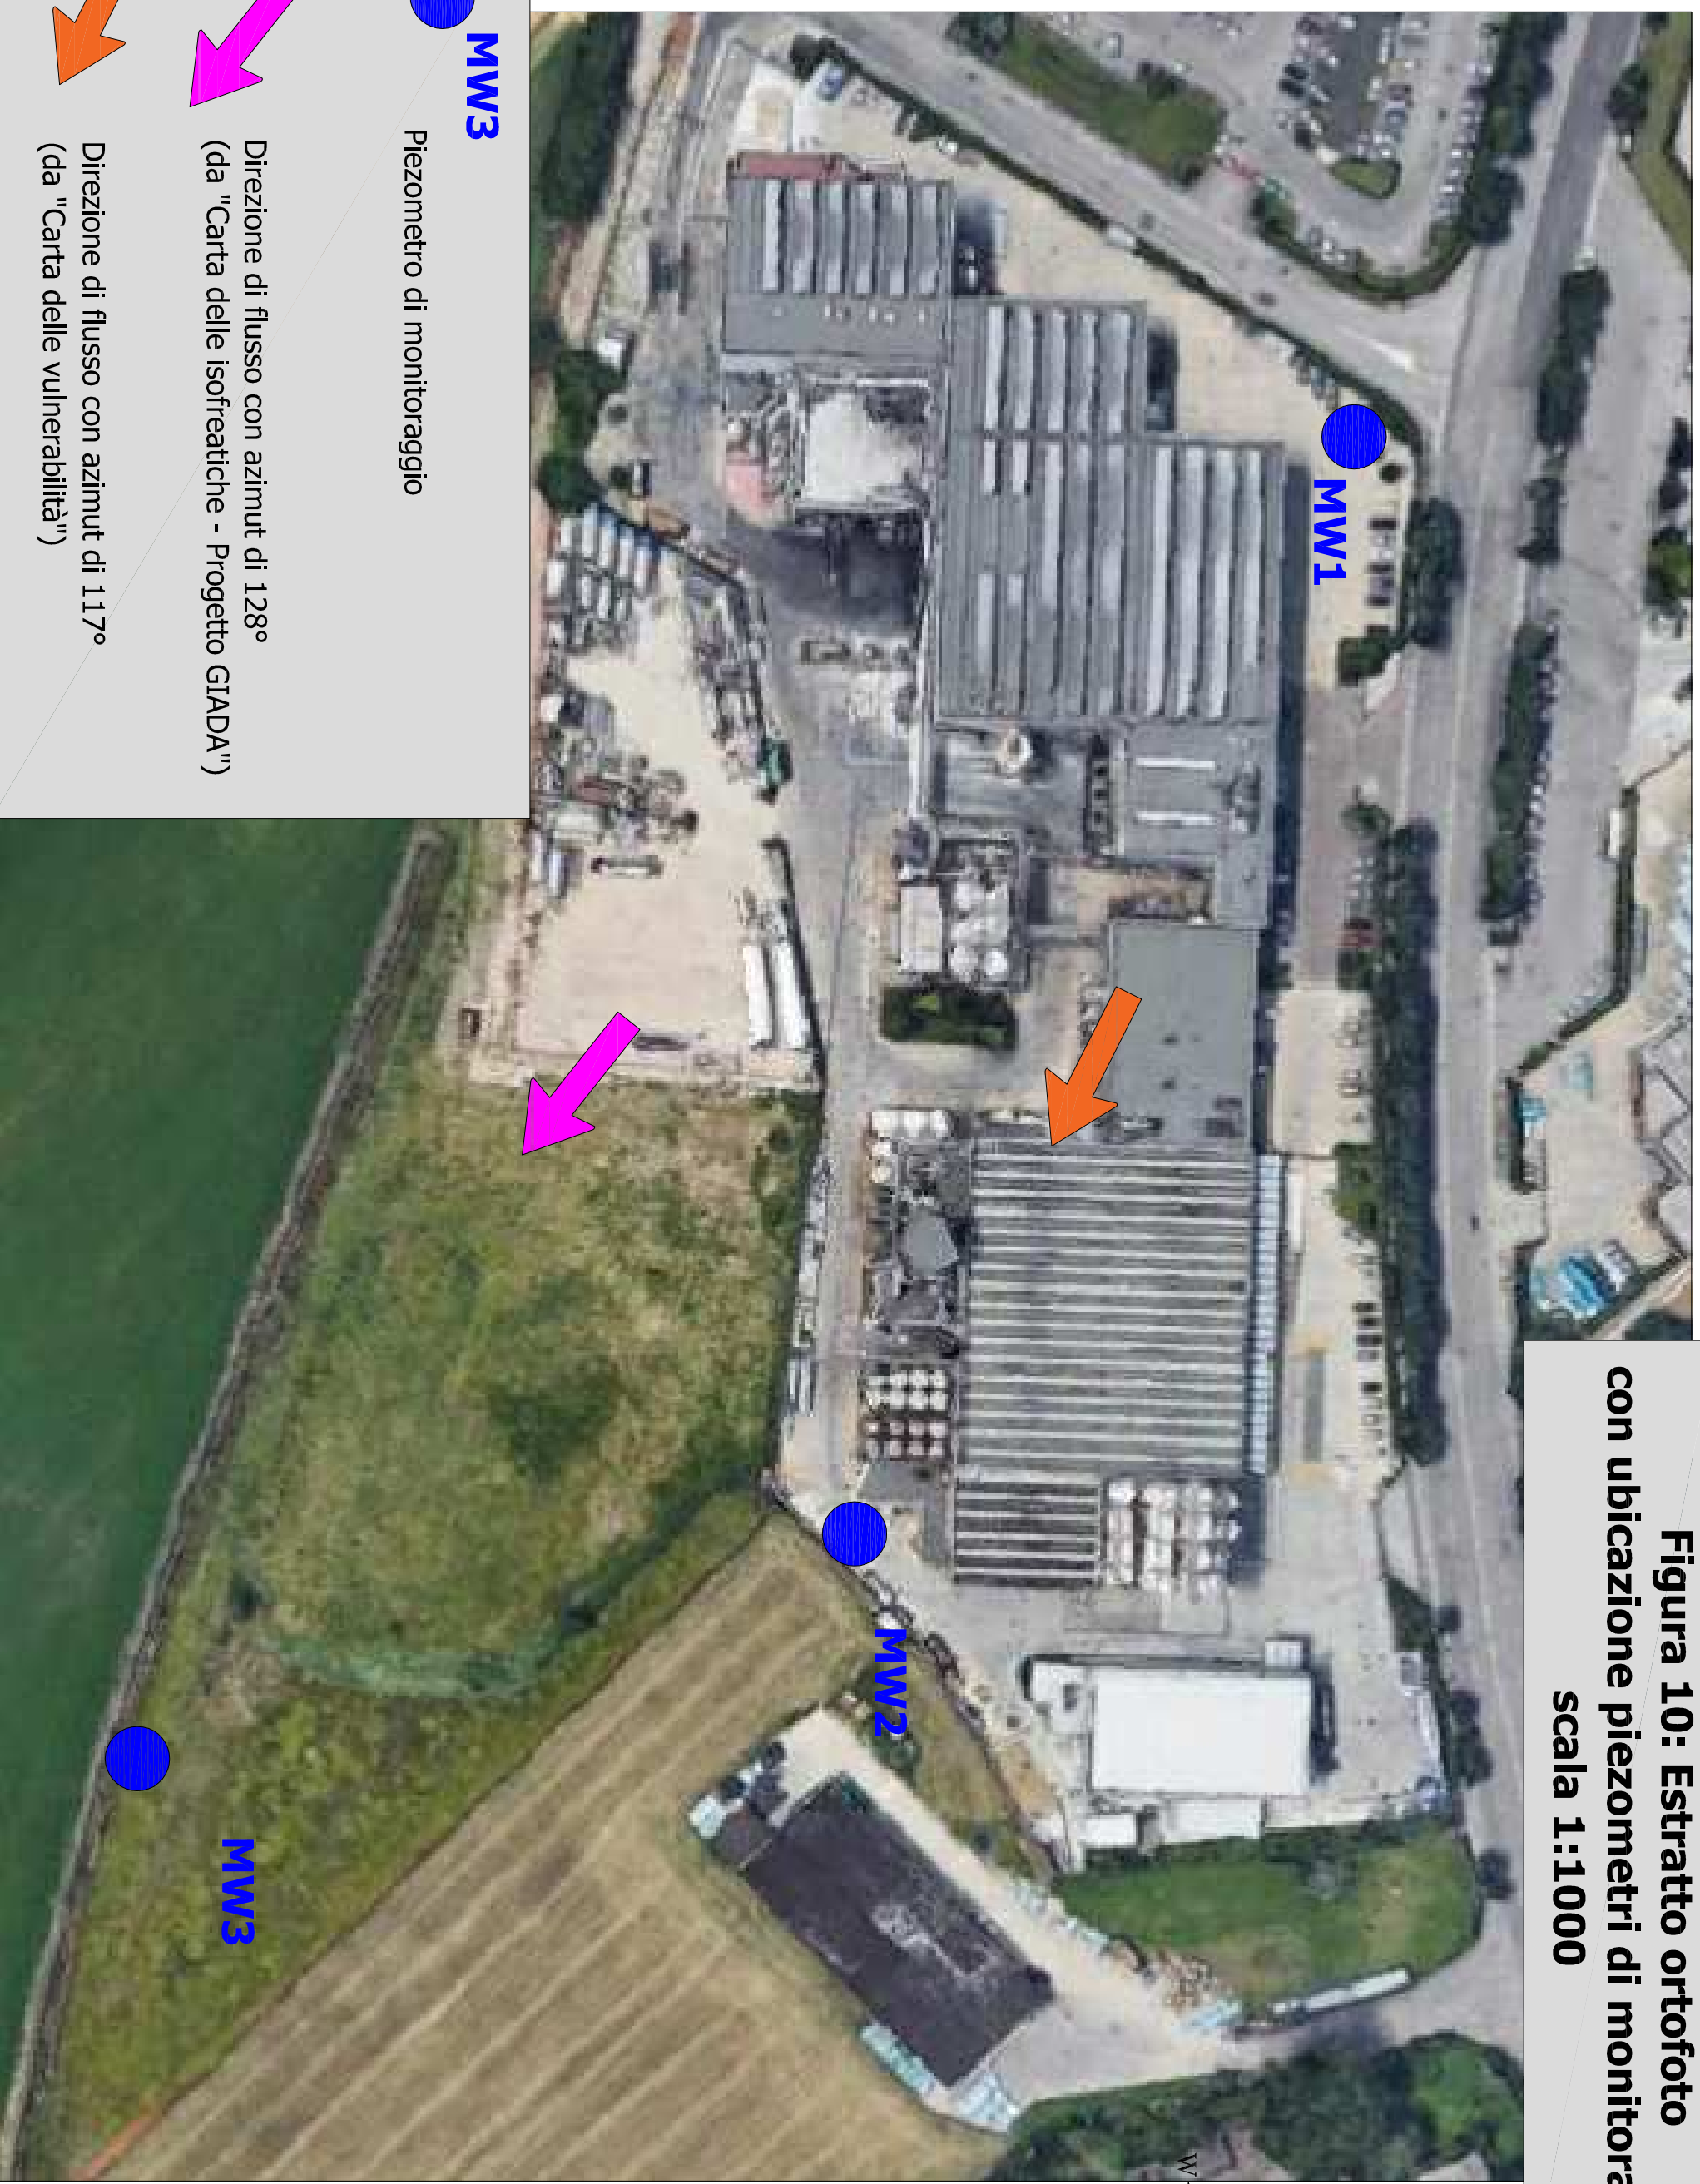 Figura 10: Estratto ortofoto
con ubicazione piezometri di monitora
scala 1:1000
MW1
MW2
MW3
MW3
Piezometro di monitoraggio
Direzione di flusso con azimut di 128°
(da "Carta delle isofreatiche - Progetto GIADA")
Direzione di flusso con azimut di 117°
(da "Carta delle vulnerabilità")
W